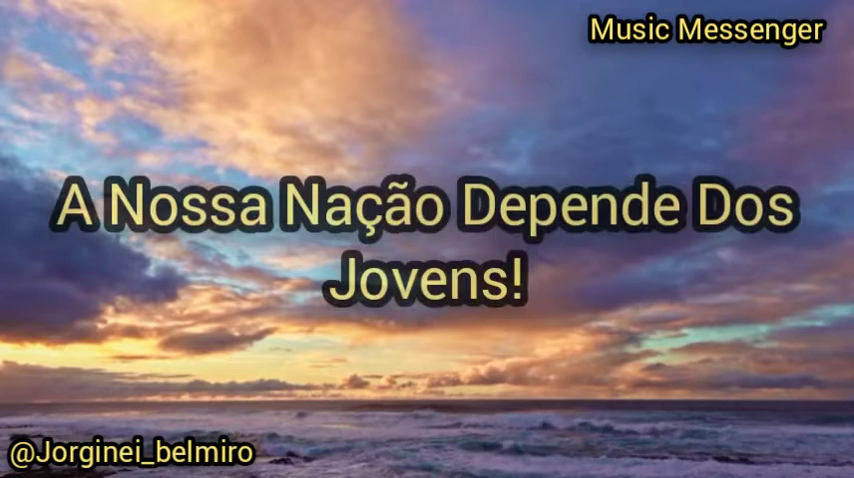 Music Messenger
A Nossa Nação Depende Dos
Jovens!
@Jorginei_belmiro